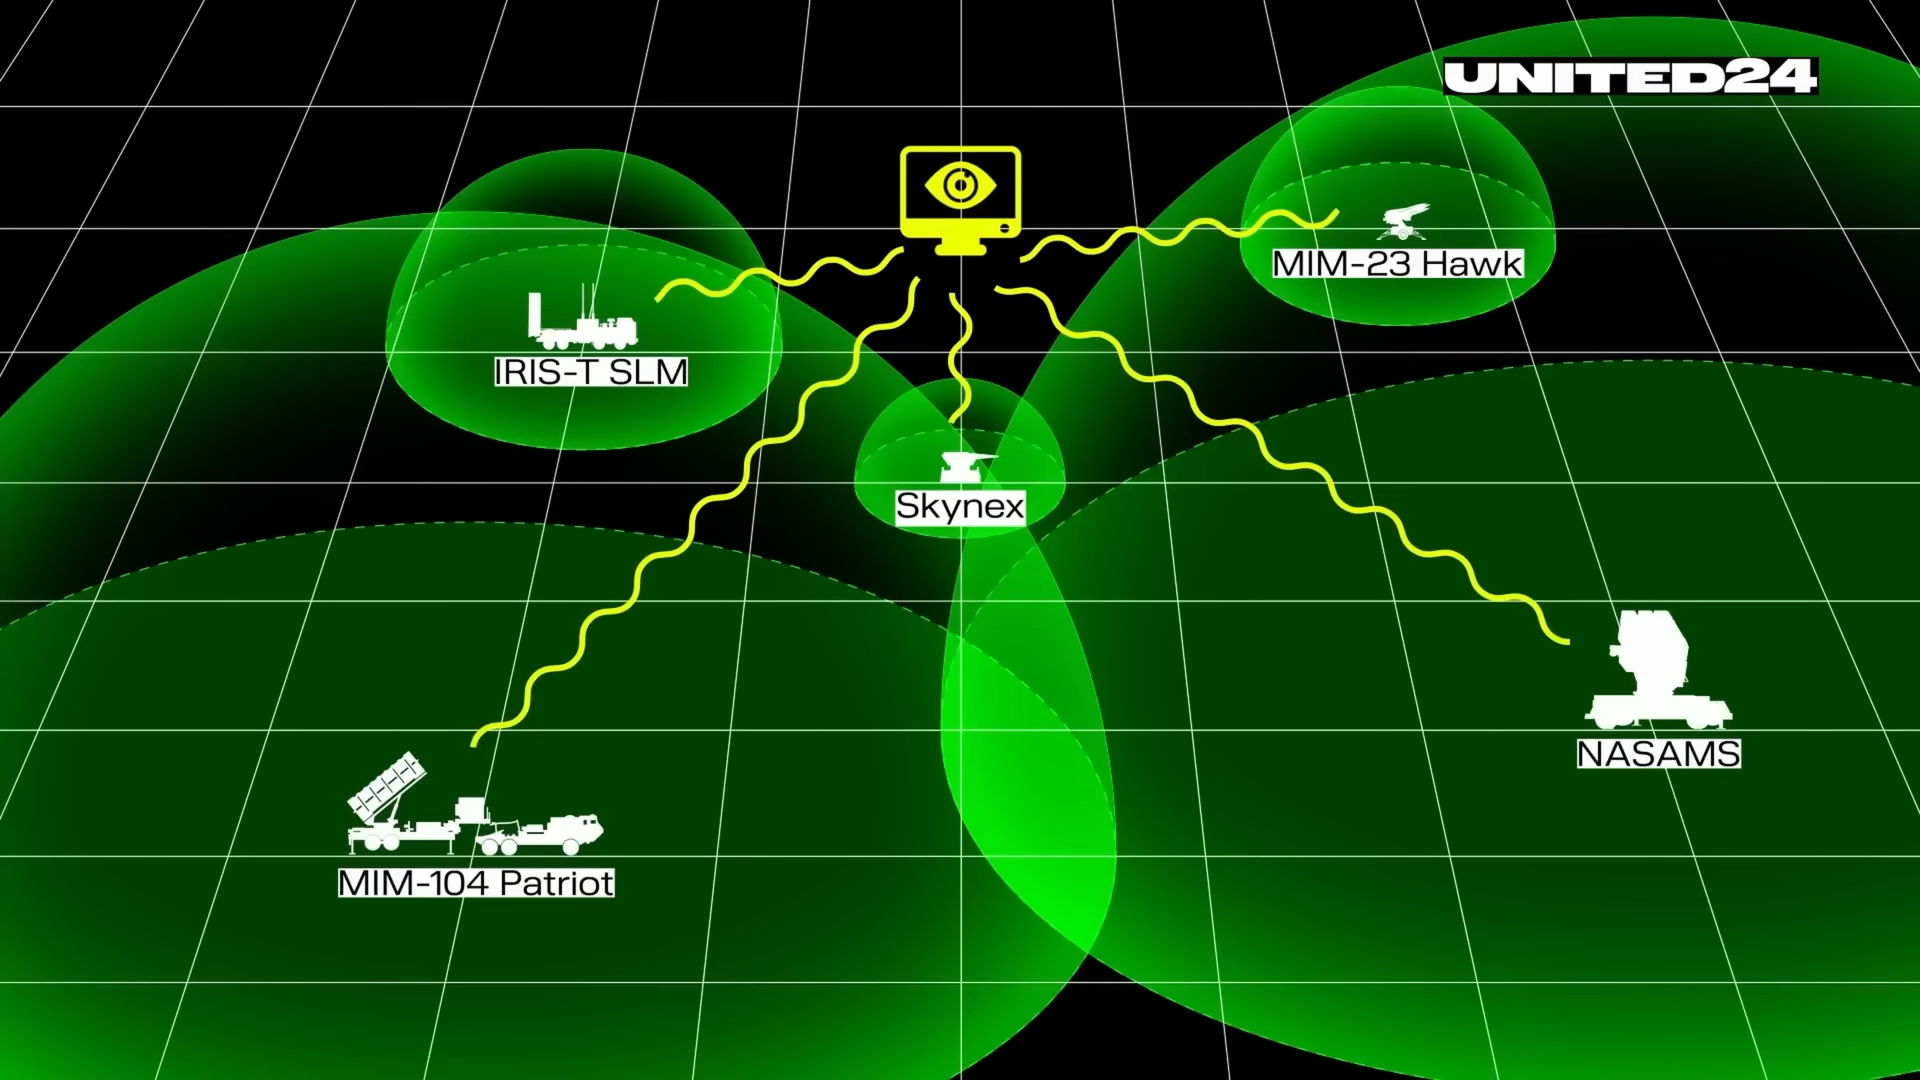 UNITED24
MIM-23 Hawk
IRIS-T SLM
Skynex
NASAMS
MIM-104 Patriot